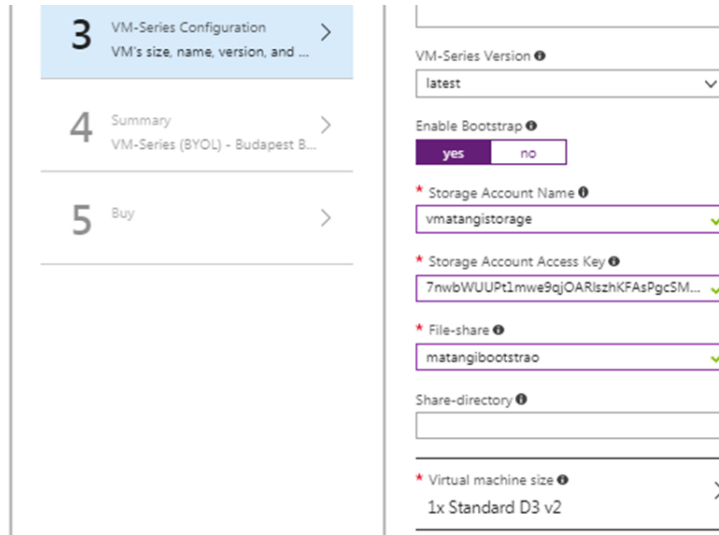 3
VM-Series Configuration
VM's size, name, version, and ...
4
Summary
VM-Series (BYOL) - Budapest B...
5
Buy
VM-Series Version
latest
Enable Bootstrap
yes no
* Storage Account Name
vmatangistorage
* Storage Account Access Key
7nwbWUUPt1mwe9qjOARIszhKFAsPgcSM...
* File-share
matangibootstrao
Share-directory
* Virtual machine size
1x Standard D3 v2